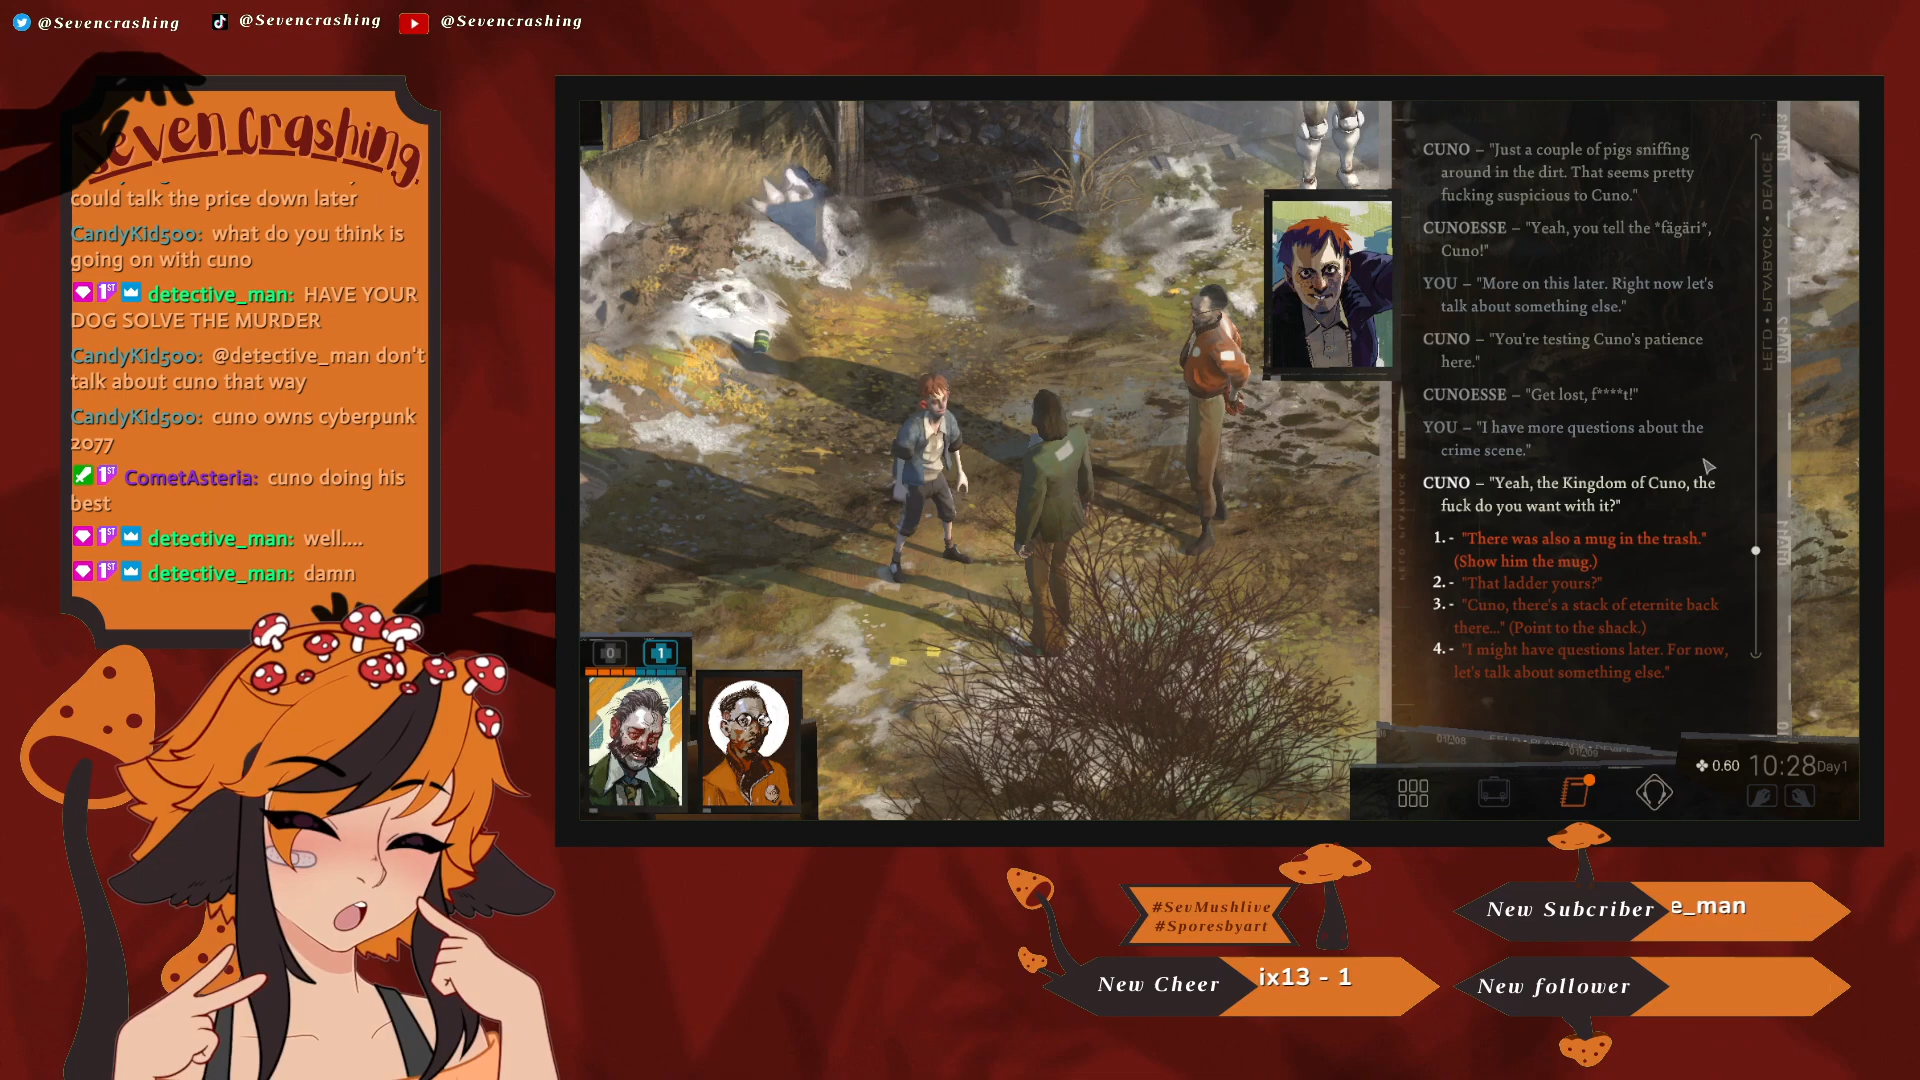 @Sevencrashing
@Sevencrashing
@Sevencrashing
Seven Crashing
could talk the price down later
CandyKid500: what do you think is
going on with cuno
1ST detective_man: HAVE YOUR
DOG SOLVE THE MURDER
CandyKid500: @detective_man don't
talk about cuno that way
CandyKid500: cuno owns cyberpunk
2077
1ST CometAsteria: cuno doing his
best
1ST detective_man: well....
1ST detective_man: damn
CUNO – "Just a couple of pigs sniffing
around in the dirt. That seems pretty
fucking suspicious to Cuno."
CUNOESSE – "Yeah, you tell the *fägäri*,
Cuno!"
YOU – "More on this later. Right now let's
talk about something else."
CUNO – "You're testing Cuno's patience
here."
CUNOESSE – "Get lost, f****t!"
YOU – "I have more questions about the
crime scene."
CUNO – "Yeah, the Kingdom of Cuno, the
fuck do you want with it?"
1. - "There was also a mug in the trash."
(Show him the mug.)
2. - "That ladder yours?"
3. - "Cuno, there's a stack of eternite back
there..." (Point to the shack.)
4. - "I might have questions later. For now,
let's talk about something else."
FELD • PLAYBACK • DEVICE
0
1
0.60
10:28 Day1
#SevMushlive
#Sporesbyart
New Subcriber
e_man
New Cheer
ix13 - 1
New follower